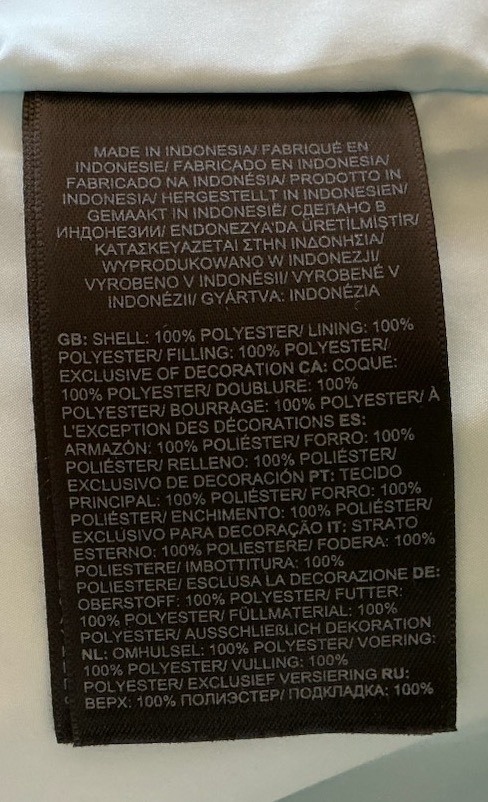 MADE IN INDONESIA/ FABRIQUÉ EN
INDONESIE/ FABRICADO EN INDONESIA/
FABRICADO NA INDONÉSIA/ PRODOTTO IN
INDONESIA/ HERGESTELLT IN INDONESIEN/
GEMAAKT IN INDONESIË/ СДЕЛАНО В
ИНДОНЕЗИИ/ ENDONEZYA'DA ÜRETİLMİŞTİR/
ΚΑΤΑΣΚΕΥΑΖΕΤΑΙ ΣΤΗΝ ΙΝΔΟΝΗΣΙΑ/
WYPRODUKOWANO W INDONEZJI/
VYROBENO V INDONÉSII/ VYROBENÉ V
INDONÉZII/ GYÁRTVA: INDONÉZIA
GB: SHELL: 100% POLYESTER/ LINING: 100%
POLYESTER/ FILLING: 100% POLYESTER/
EXCLUSIVE OF DECORATION CA: COQUE:
100% POLYESTER/ DOUBLURE: 100%
POLYESTER/ BOURRAGE: 100% POLYESTER/ À
L'EXCEPTION DES DÉCORATIONS ES:
ARMAZÓN: 100% POLIÉSTER/ FORRO: 100%
POLIÉSTER/ RELLENO: 100% POLIÉSTER/
EXCLUSIVO DE DECORACIÓN PT: TECIDO
PRINCIPAL: 100% POLIÉSTER/ FORRO: 100%
POLIÉSTER/ ENCHIMENTO: 100% POLIÉSTER/
EXCLUSIVO PARA DECORAÇÃO IT: STRATO
ESTERNO: 100% POLIESTERE/ FODERA: 100%
POLIESTERE/ IMBOTTITURA: 100%
POLIESTERE/ ESCLUSA LA DECORAZIONE DE:
OBERSTOFF: 100% POLYESTER/ FUTTER:
100% POLYESTER/ FÜLLMATERIAL: 100%
POLYESTER/ AUSSCHLIEßLICH DEKORATION
NL: OMHULSEL: 100% POLYESTER/ VOERING:
100% POLYESTER/ VULLING: 100%
POLYESTER/ EXCLUSIEF VERSIERING RU:
ВЕРХ: 100% ПОЛИЭСТЕР/ ПОДКЛАДКА: 100%